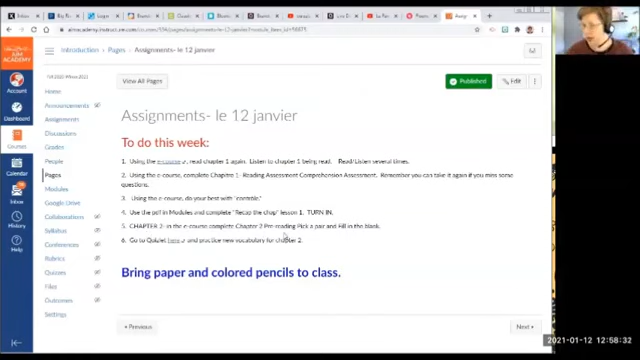 Inbox
Login
almacademy.instructure.com
Introduction > Pages > Assignments- le 12 janvier
View All Pages
Published
Edit
Account
Dashboard
Courses
Calendar
History
Help
Home
Announcements
Assignments
Discussions
Grades
People
Pages
Modules
Google Drive
Collaborations
Syllabus
Conferences
Rubrics
Quizzes
Files
Outcomes
Settings
Assignments- le 12 janvier
To do this week:
1. Using the e-course, read chapter 1 again. Listen to chapter 1 being read. Read/Listen several times.
2. Using the e-course, complete Chapter 1- Reading Assessment Comprehension Assessment. Remember you can take it again if you miss some
questions.
3. Using the e-course, do your best with
4. Use the pdf in Modules and complete "Recap the chap" lesson 1. TURN IN.
5. CHAPTER 2- in the e-course complete Chapter 2 Pre-reading Pick a pair and Fill in the blank.
6. Go to Quizlet here and practice new vocabulary for chapter 2.
Bring paper and colored pencils to class.
‹ Previous
Next ›
2021-01-12 12:58:32